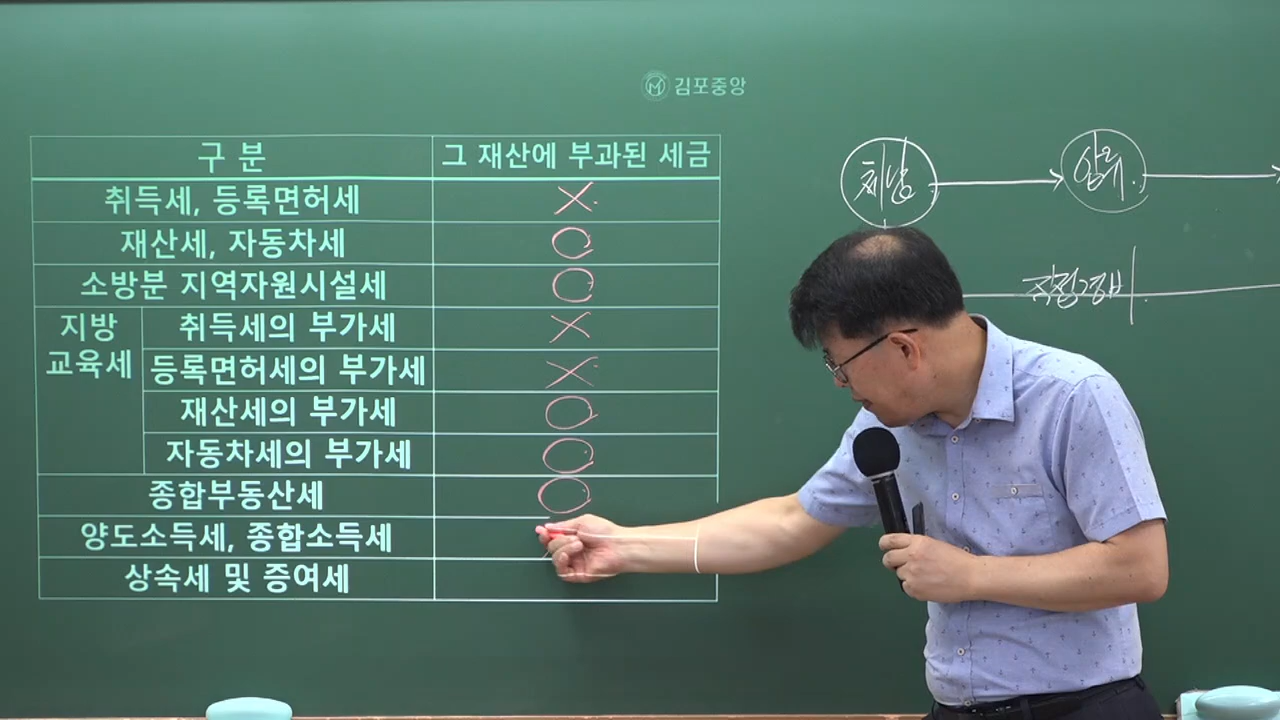 김포중앙
구 분 그 재산에 부과된 세금
취득세, 등록면허세 X
재산세, 자동차세 O
소방분 지역자원시설세 O
지방
교육세
취득세의 부가세 X
등록면허세의 부가세 X
재산세의 부가세 O
자동차세의 부가세 O
종합부동산세 O
양도소득세, 종합소득세
상속세 및 증여세
체납
압류
직접경비